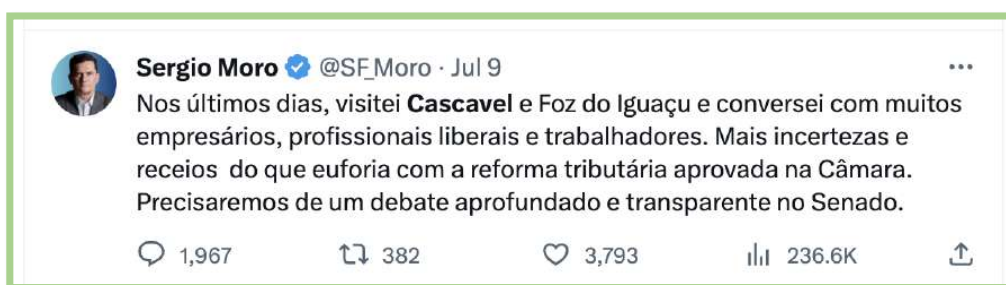 Sergio Moro @SF_Moro · Jul 9
Nos últimos dias, visitei Cascavel e Foz do Iguaçu e conversei com muitos
empresários, profissionais liberais e trabalhadores. Mais incertezas e
receios  do que euforia com a reforma tributária aprovada na Câmara.
Precisaremos de um debate aprofundado e transparente no Senado.
1,967 382 3,793 236.6K